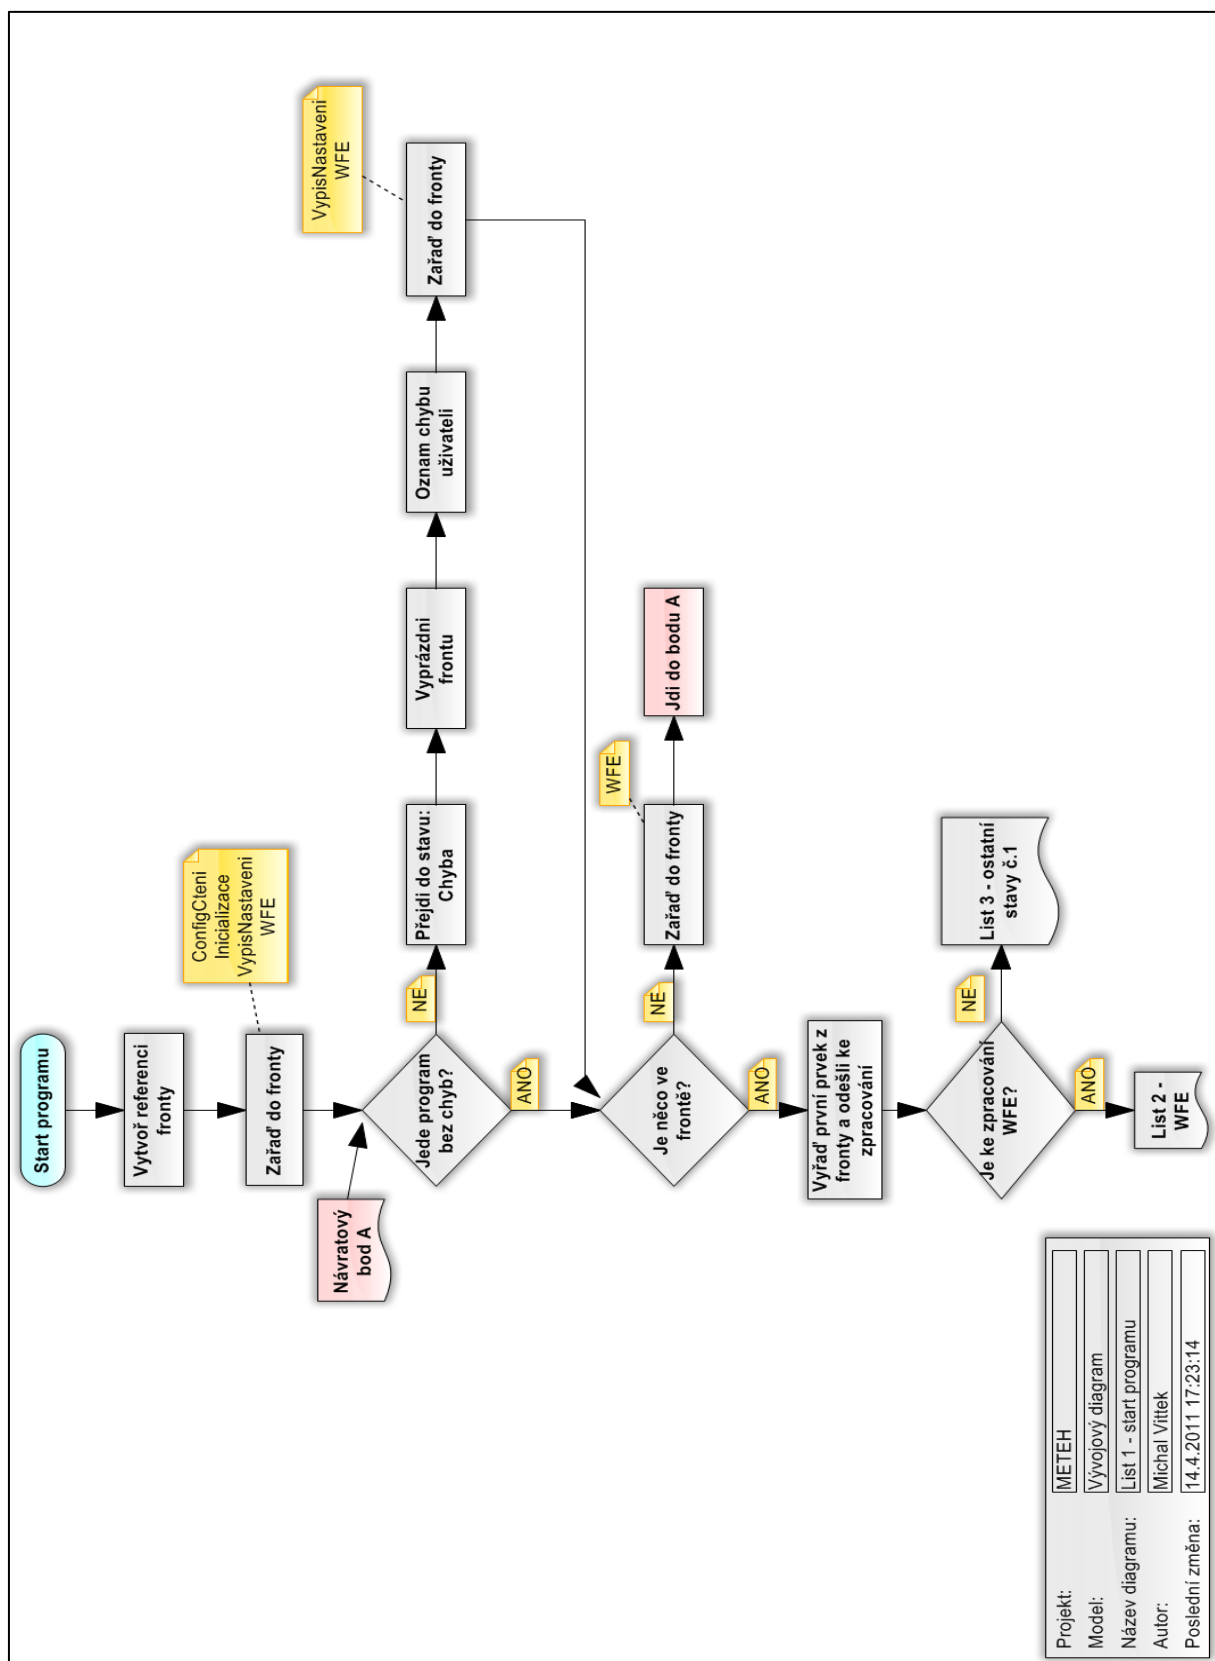 Start programu
Vytvoř referenci
fronty
Zařaď do fronty
ConfigCteni
Inicializace
VypisNastaveni
WFE
Návratový
bod A
Jede program
bez chyb?
NE
Přejdi do stavu:
Chyba
Vyprázdni
frontu
Oznam chybu
uživateli
Zařaď do fronty
VypisNastaveni
WFE
ANO
Je něco ve
frontě?
NE
Zařaď do fronty
WFE
Jdi do bodu A
ANO
Vyřaď první prvek z
fronty a odešli ke
zpracování
Je ke zpracování
WFE?
NE
List 3 - ostatní
stavy č.1
ANO
List 2 -
WFE
Projekt: METEH
Model: Vývojový diagram
Název diagramu: List 1 - start programu
Autor: Michal Vittek
Poslední změna: 14.4.2011 17:23:14